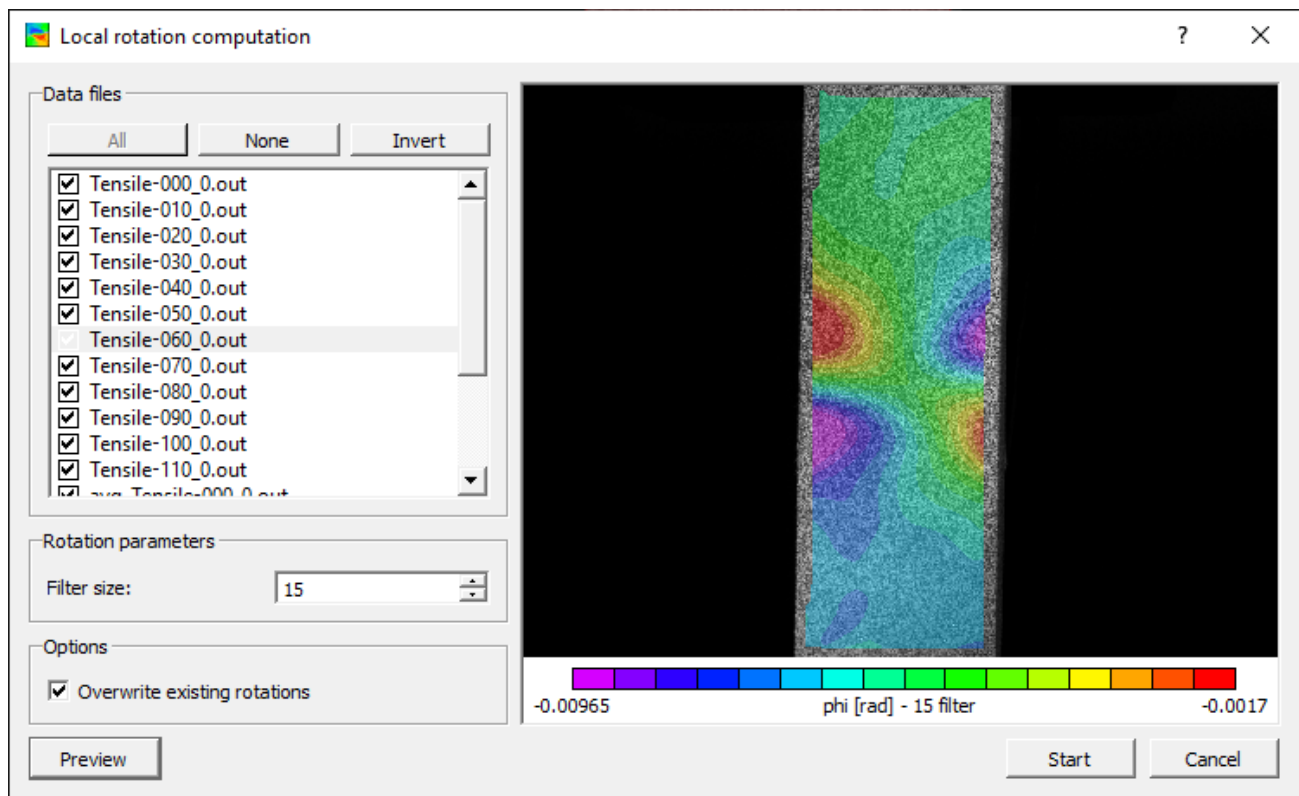 Local rotation computation
?
Data files
All None Invert
Tensile-000_0.out
Tensile-010_0.out
Tensile-020_0.out
Tensile-030_0.out
Tensile-040_0.out
Tensile-050_0.out
Tensile-060_0.out
Tensile-070_0.out
Tensile-080_0.out
Tensile-090_0.out
Tensile-100_0.out
Tensile-110_0.out
avg_Tensile-000_0.out
Rotation parameters
Filter size: 15
Options
Overwrite existing rotations
-0.00965 phi [rad] - 15 filter -0.0017
Preview Start Cancel